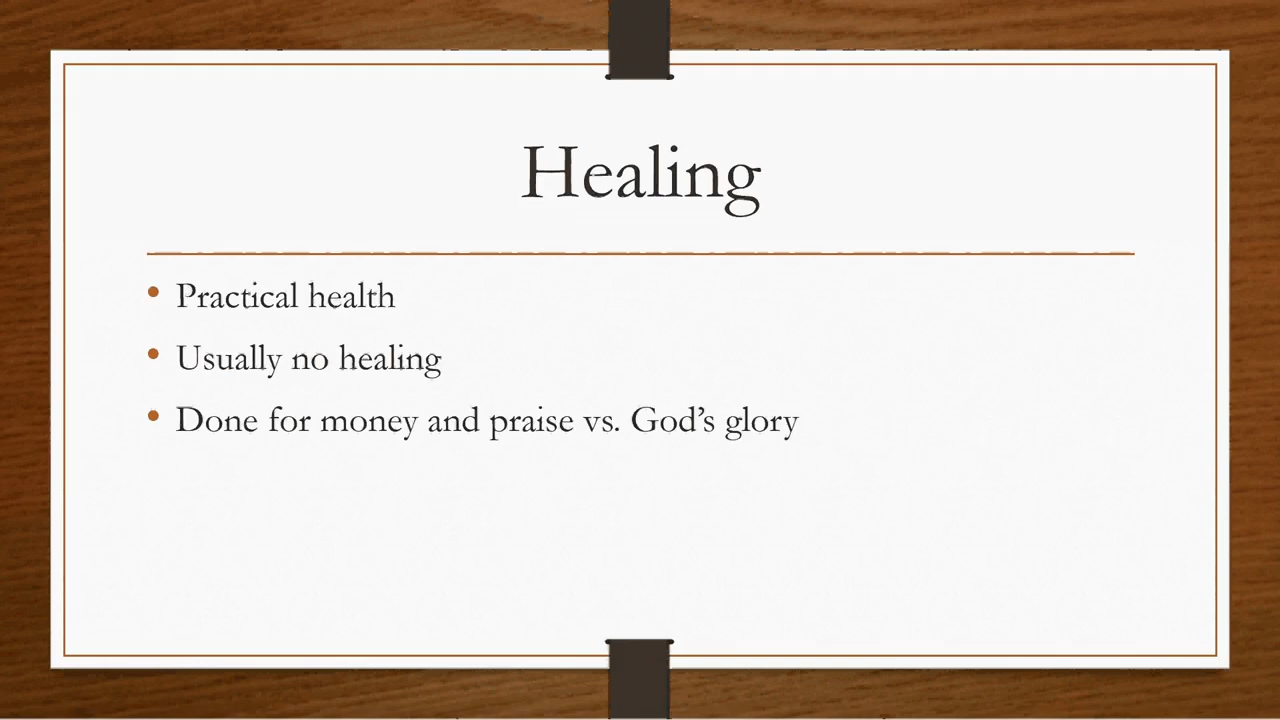 Healing
• Practical health
• Usually no healing
• Done for money and praise vs. God’s glory